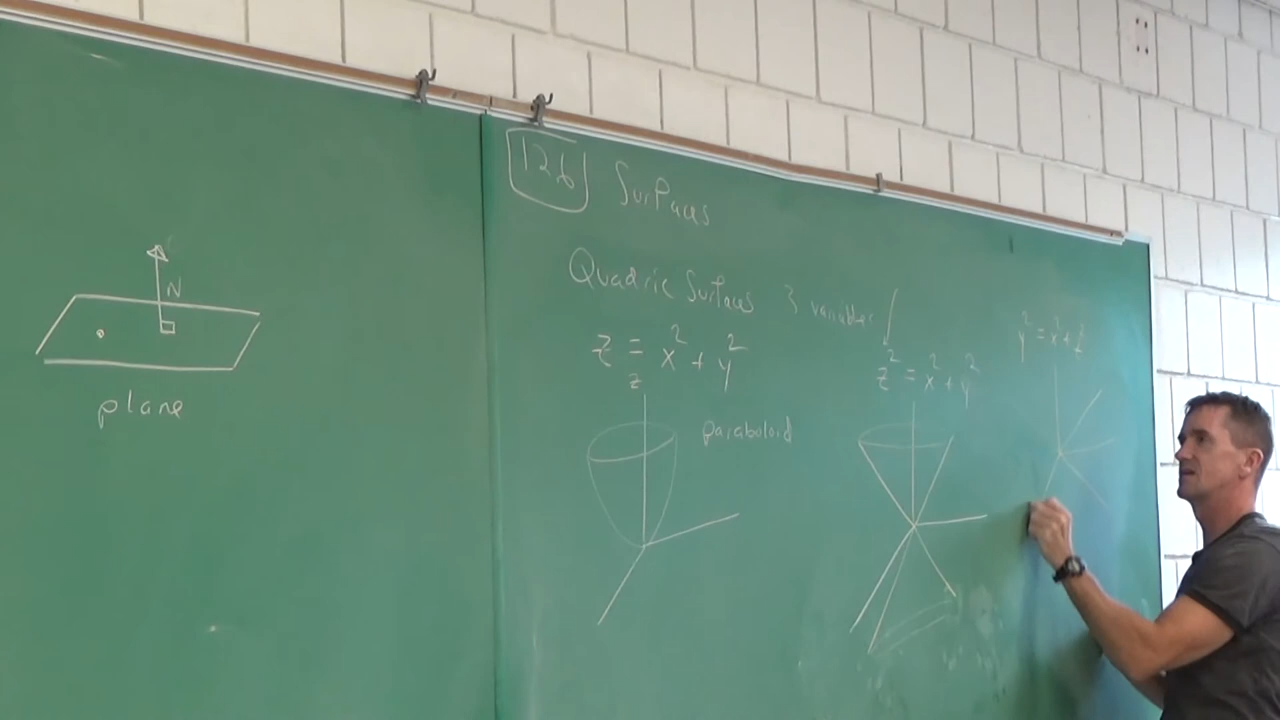 12.6 Surfaces
Quadric Surfaces 3 variables
z = x² + y²
z
paraboloid
z² = x² + y²
y² = x² + z²
N
plane